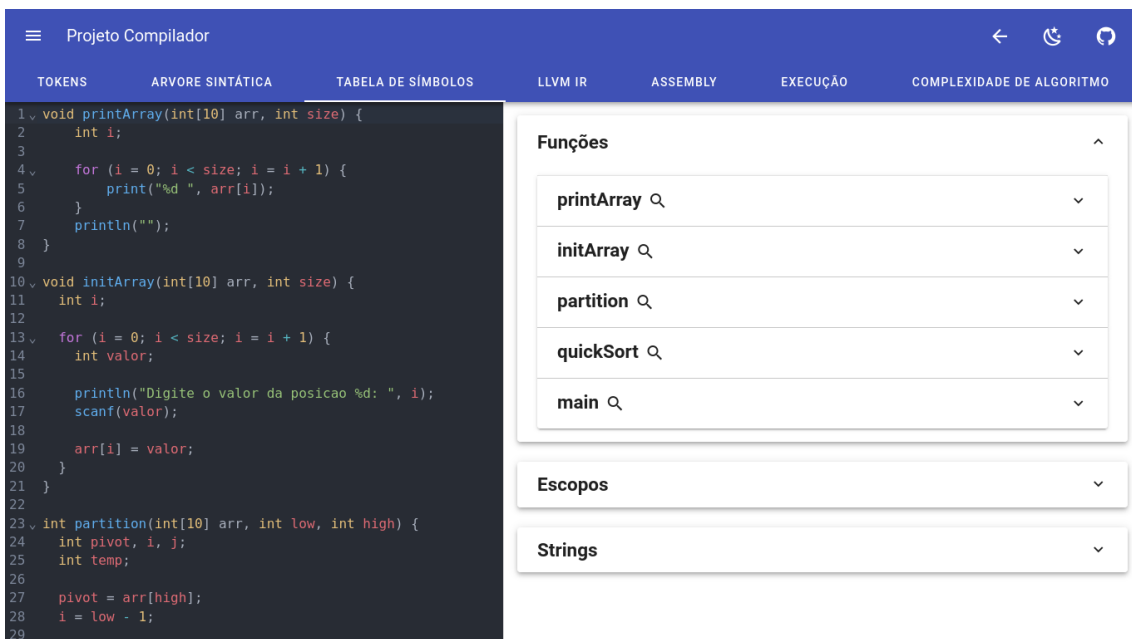 Projeto Compilador
TOKENS ARVORE SINTÁTICA TABELA DE SÍMBOLOS LLVM IR ASSEMBLY EXECUÇÃO COMPLEXIDADE DE ALGORITMO
1 void printArray(int[10] arr, int size) {
2 int i;
3
4 for (i = 0; i < size; i = i + 1) {
5 print("%d ", arr[i]);
6 }
7 println("");
8 }
9
10 void initArray(int[10] arr, int size) {
11 int i;
12
13 for (i = 0; i < size; i = i + 1) {
14 int valor;
15
16 println("Digite o valor da posicao %d: ", i);
17 scanf(valor);
18
19 arr[i] = valor;
20 }
21 }
22
23 int partition(int[10] arr, int low, int high) {
24 int pivot, i, j;
25 int temp;
26
27 pivot = arr[high];
28 i = low - 1;
29
Funções
printArray
initArray
partition
quickSort
main
Escopos
Strings